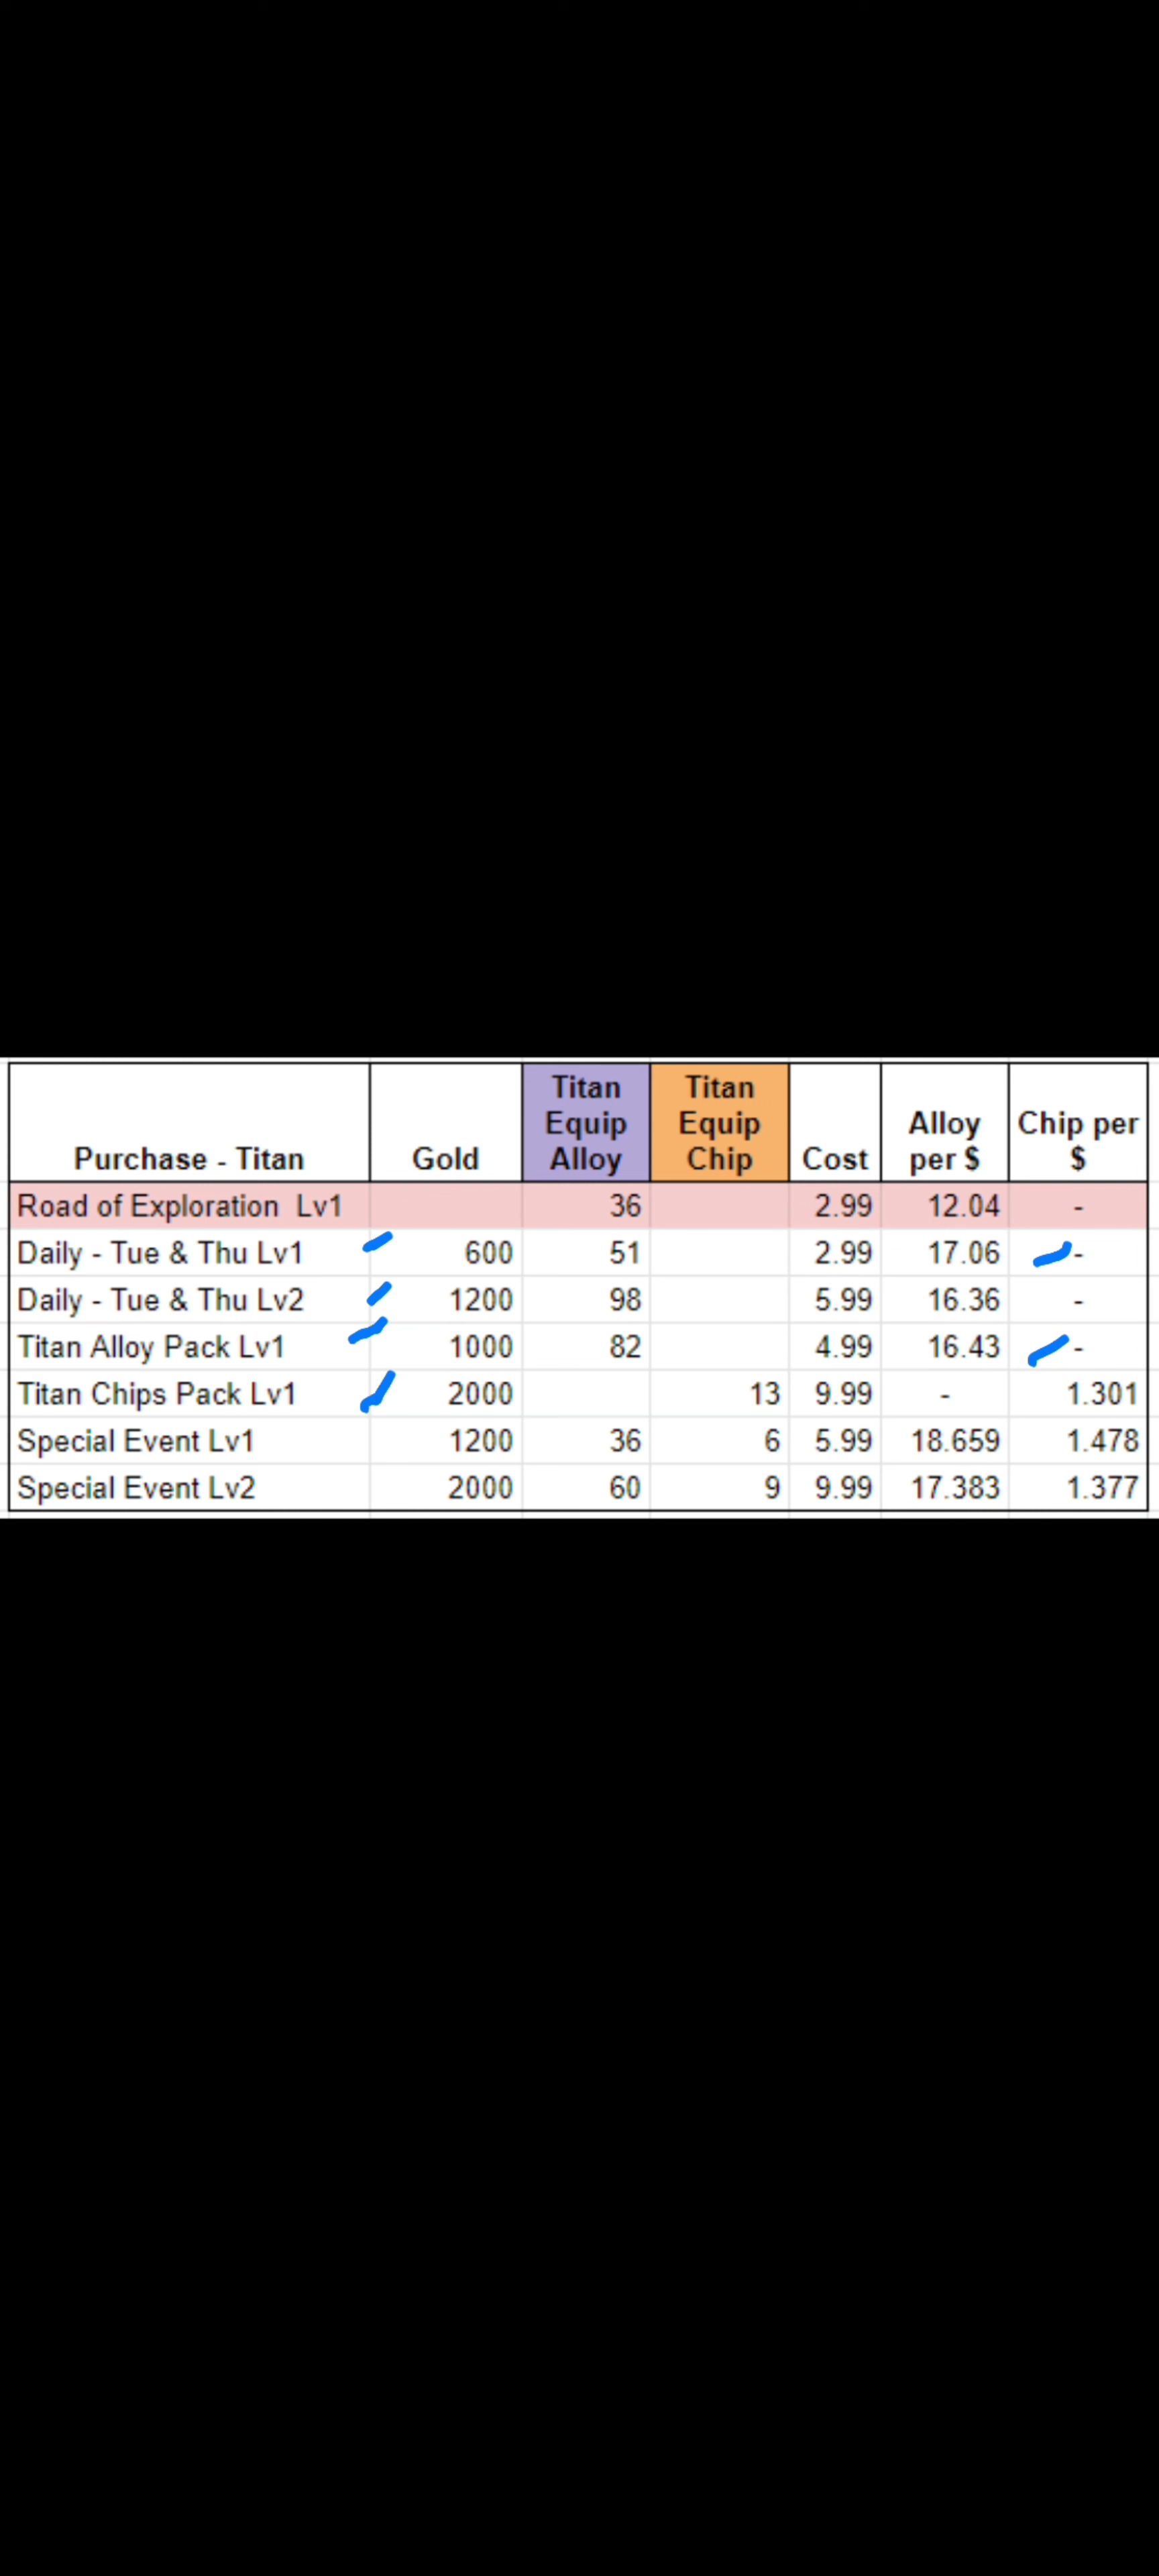 Purchase - Titan Gold Titan Equip Alloy Titan Equip Chip Cost Alloy per $ Chip per $
Road of Exploration Lv1 36 2.99 12.04 -
Daily - Tue & Thu Lv1 600 51 2.99 17.06 -
Daily - Tue & Thu Lv2 1200 98 5.99 16.36 -
Titan Alloy Pack Lv1 1000 82 4.99 16.43 -
Titan Chips Pack Lv1 2000 13 9.99 - 1.301
Special Event Lv1 1200 36 6 5.99 18.659 1.478
Special Event Lv2 2000 60 9 9.99 17.383 1.377